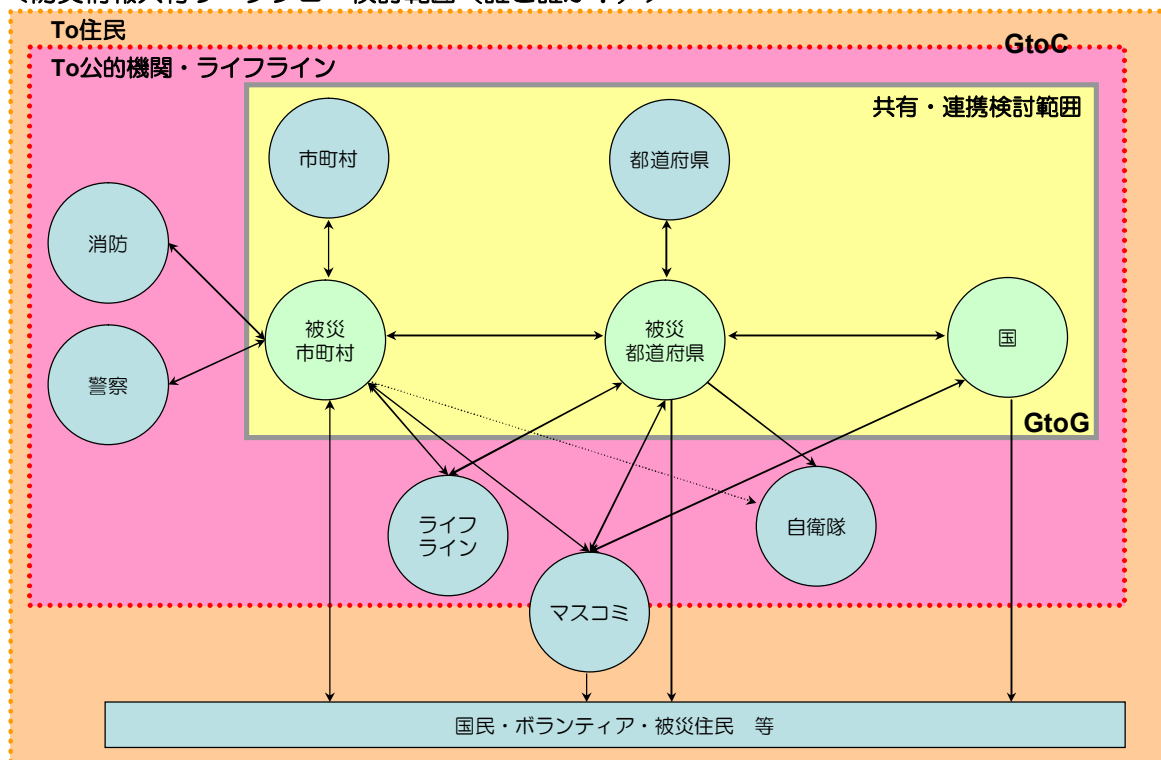 To住民
GtoC
To公的機関・ライフライン
共有・連携検討範囲
市町村
都道府県
消防
被災
市町村
被災
都道府県
国
警察
GtoG
ライフ
ライン
自衛隊
マスコミ
国民・ボランティア・被災住民　等